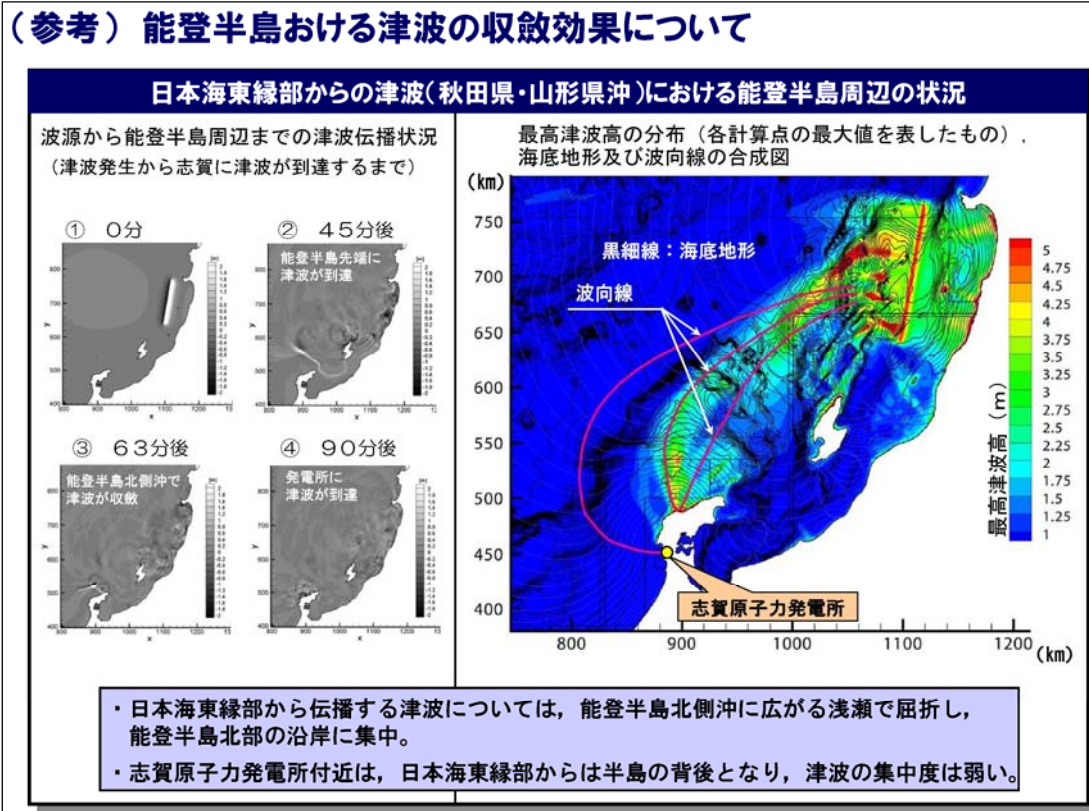 （参考）能登半島おける津波の収斂効果について
日本海東縁部からの津波（秋田県・山形県沖）における能登半島周辺の状況
波源から能登半島周辺までの津波伝播状況
（津波発生から志賀に津波が到達するまで）
① 0分
② 45分後
能登半島先端に
津波が到達
③ 63分後
能登半島北側沖で
津波が収斂
④ 90分後
発電所に
津波が到達
最高津波高の分布（各計算点の最大値を表したもの），
海底地形及び波向線の合成図
(km)
750
700
650
600
550
500
450
400
黒細線：海底地形
波向線
志賀原子力発電所
800 900 1000 1100 1200
(km)
最高津波高（m）
5
4.75
4.5
4.25
4
3.75
3.5
3.25
3
2.75
2.5
2.25
2
1.75
1.5
1.25
1
・日本海東縁部から伝播する津波については，能登半島北側沖に広がる浅瀬で屈折し，
能登半島北部の沿岸に集中。
・志賀原子力発電所付近は，日本海東縁部からは半島の背後となり，津波の集中度は弱い。